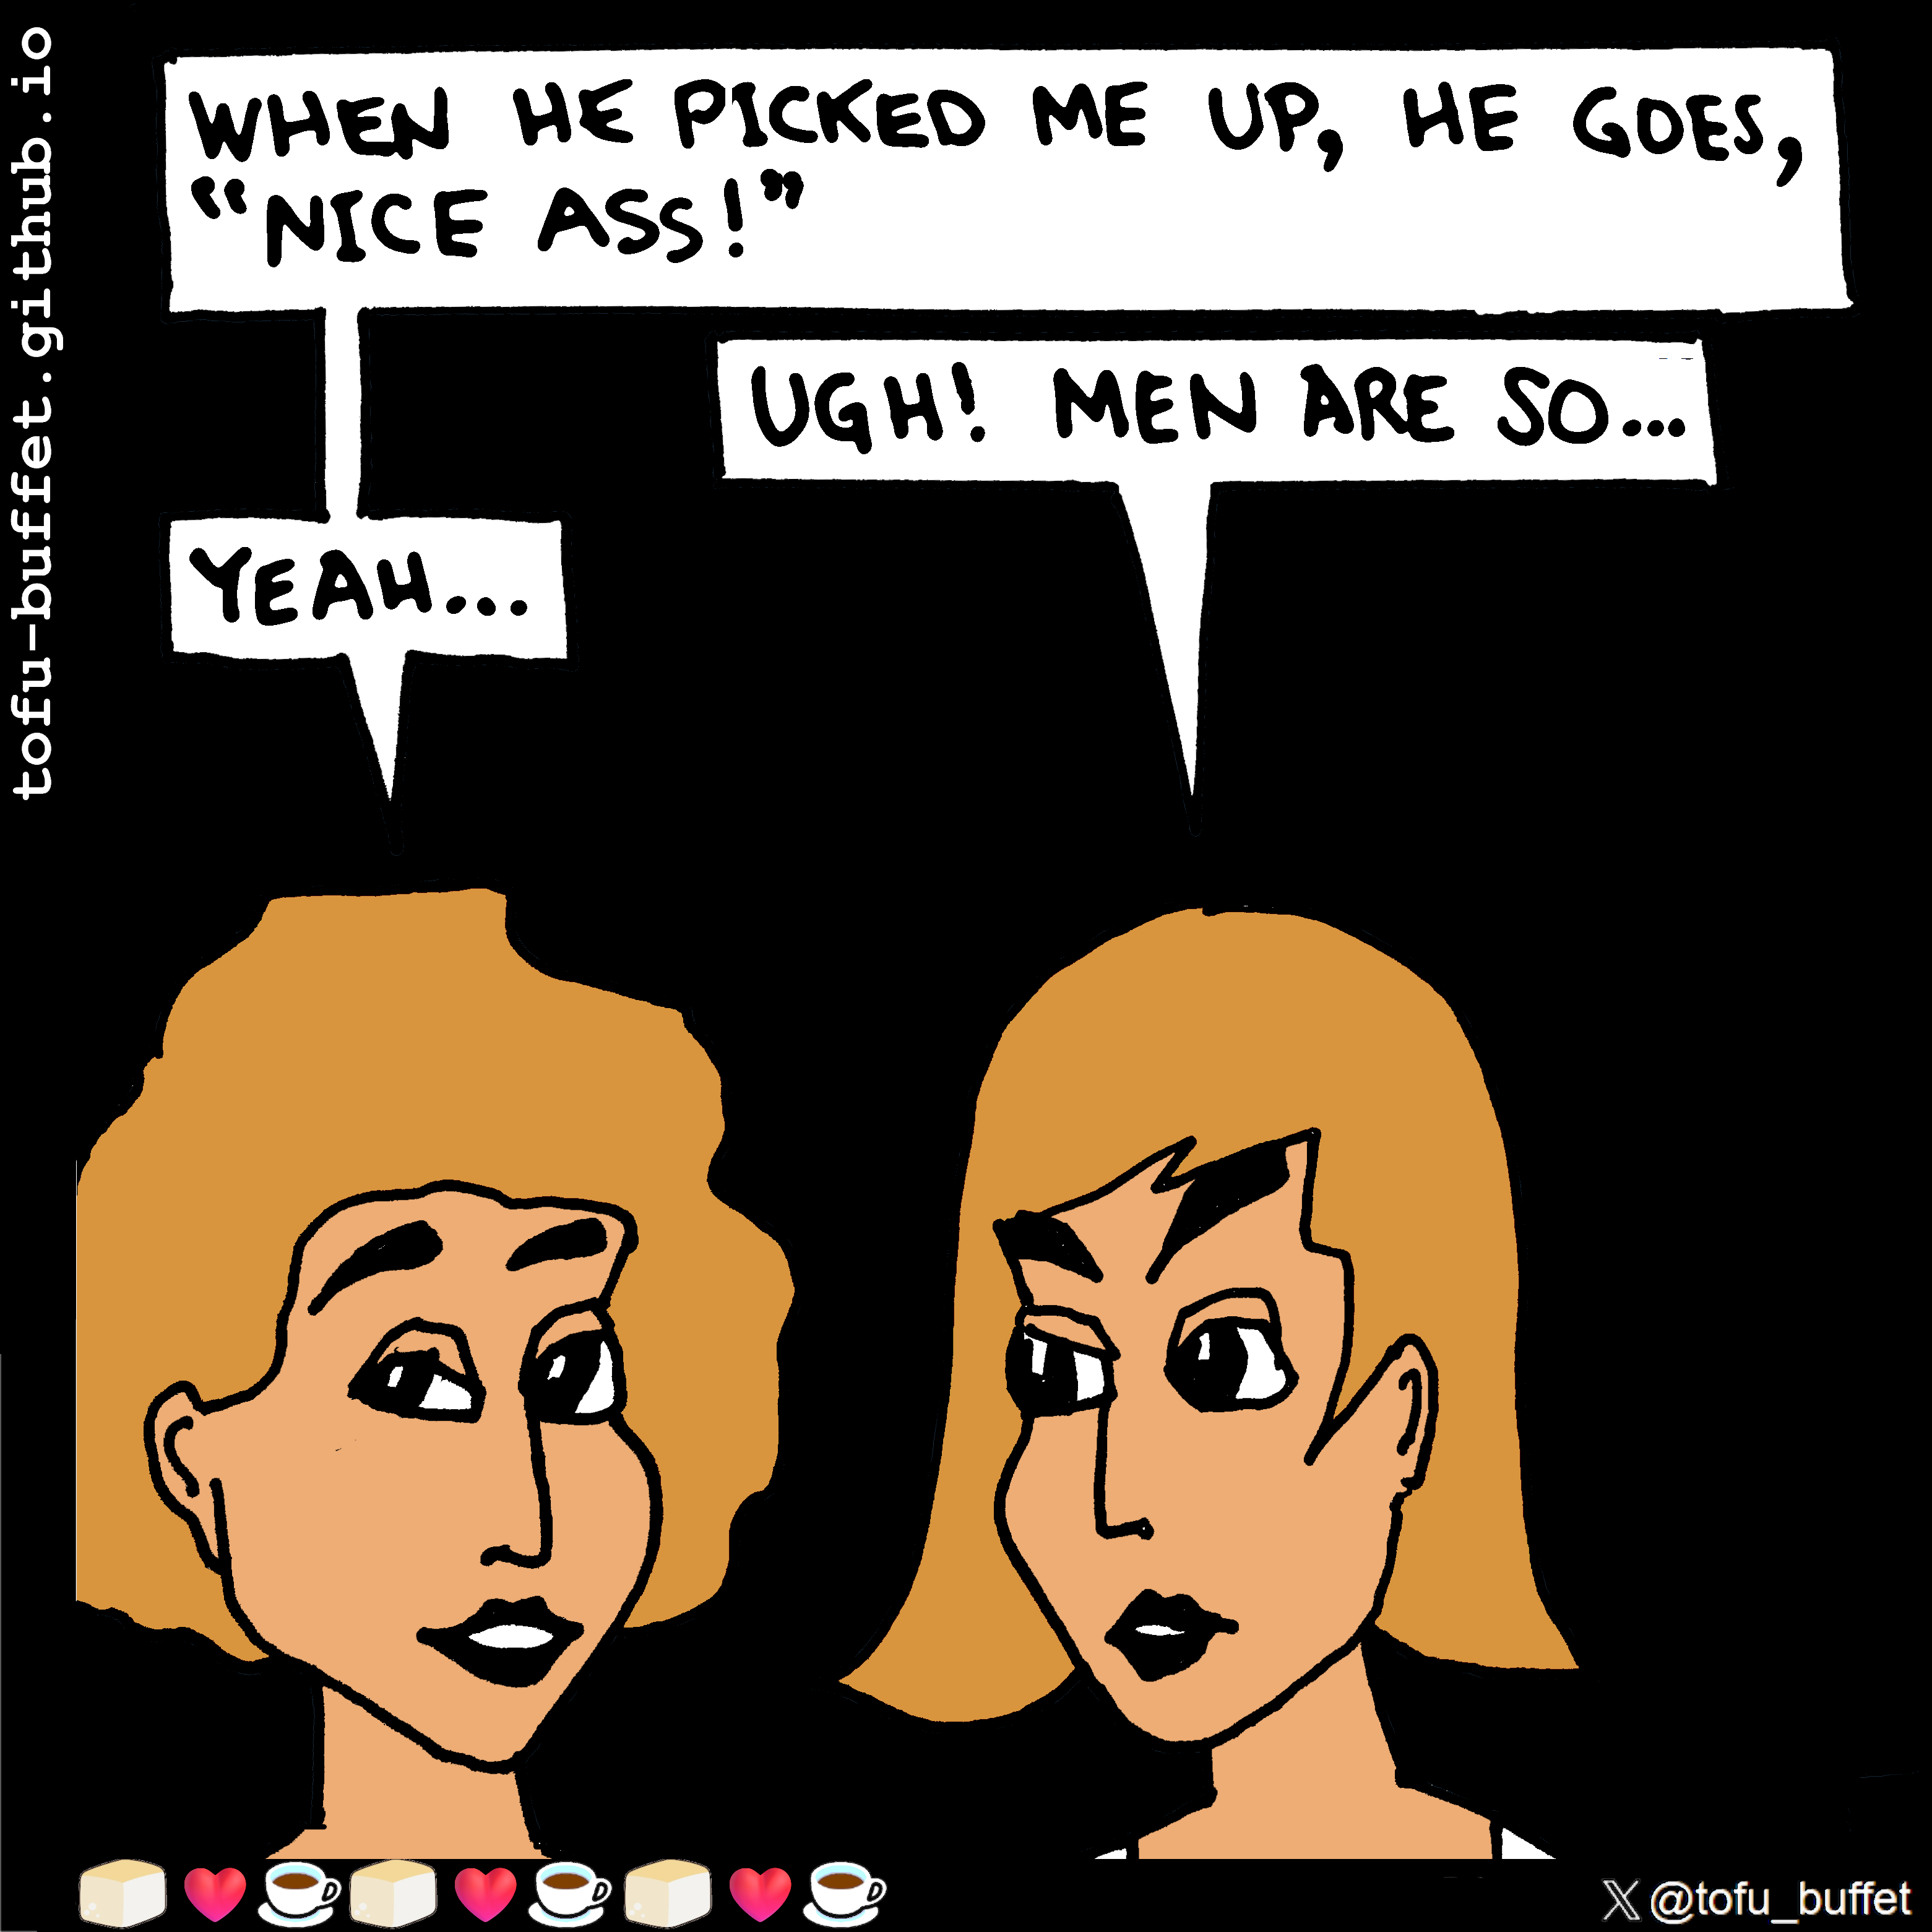 tofu-buffet.github.io
WHEN HE PICKED ME UP, HE GOES,
“NICE ASS!”
UGH! MEN ARE SO...
YEAH...
𝕏 @tofu_buffet